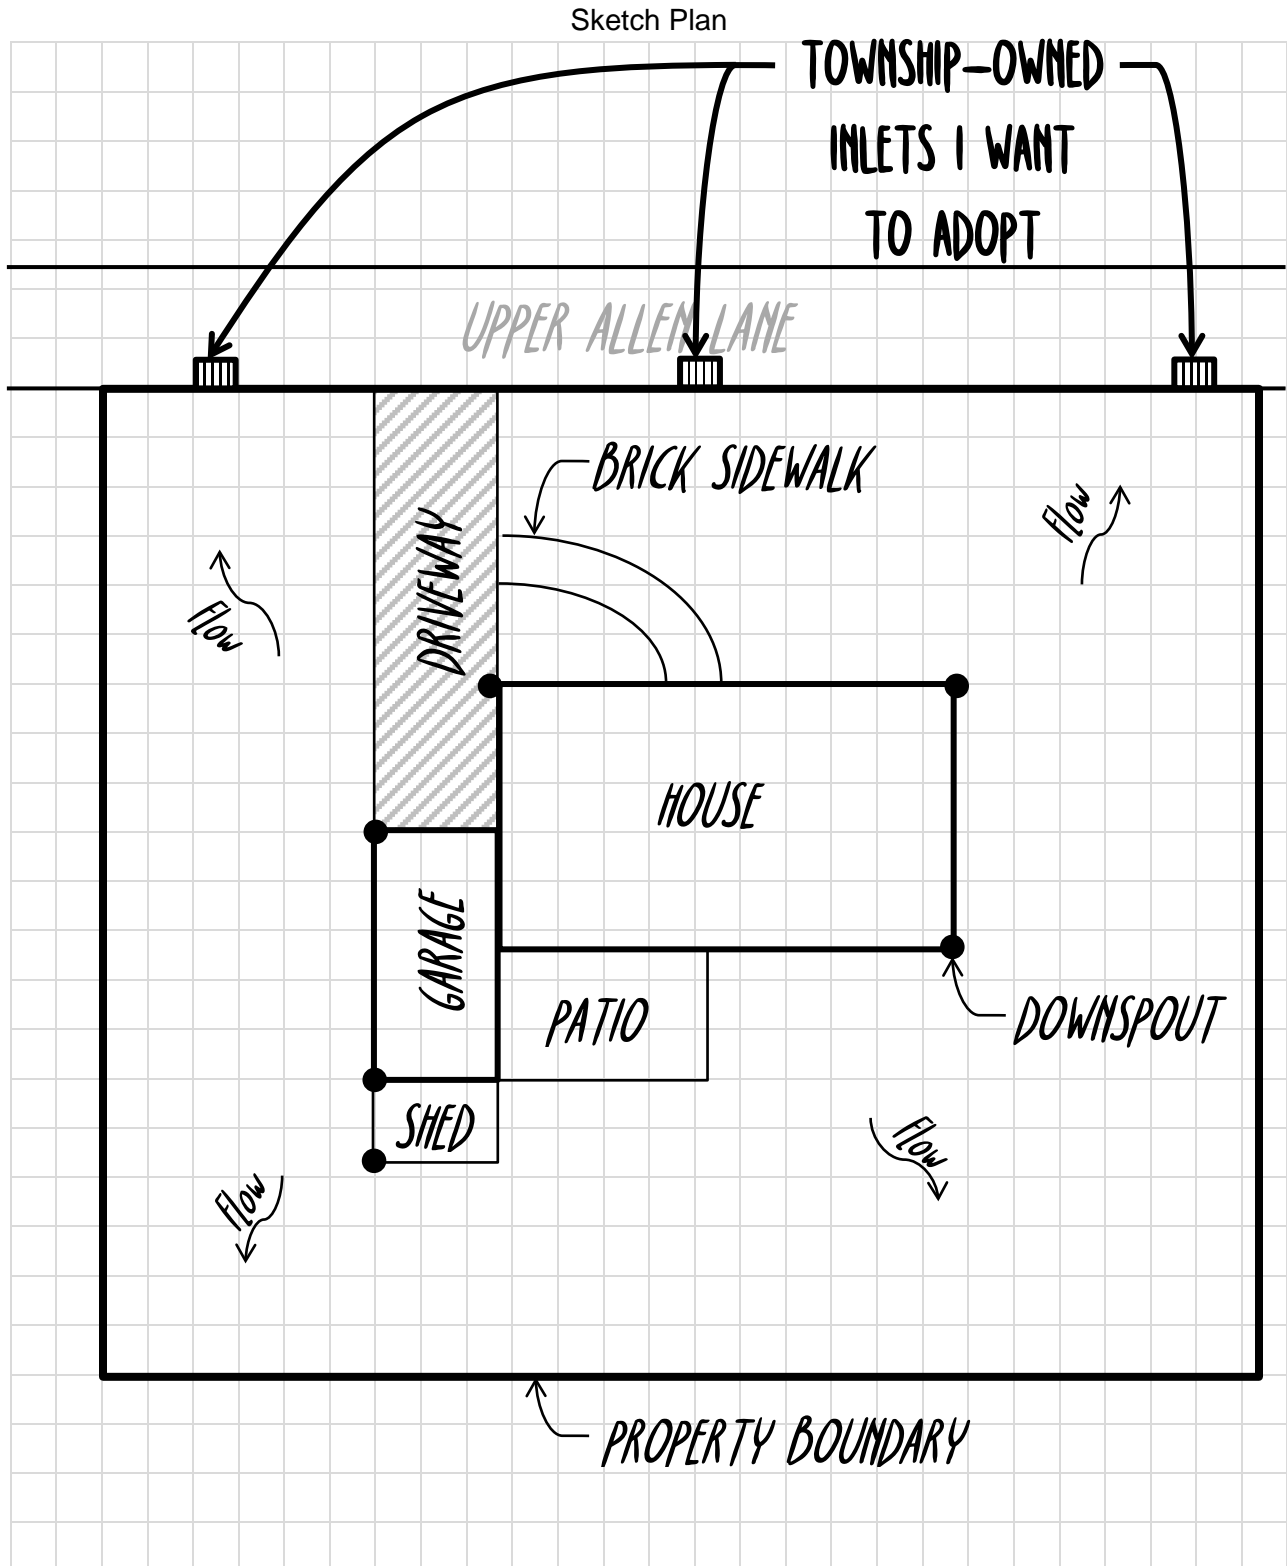 Sketch Plan
TOWNSHIP-OWNED
INLETS I WANT
TO ADOPT
UPPER ALLEN LANE
BRICK SIDEWALK
Flow
DRIVEWAY
Flow
HOUSE
GARAGE
PATIO
DOWNSPOUT
SHED
Flow
Flow
PROPERTY BOUNDARY